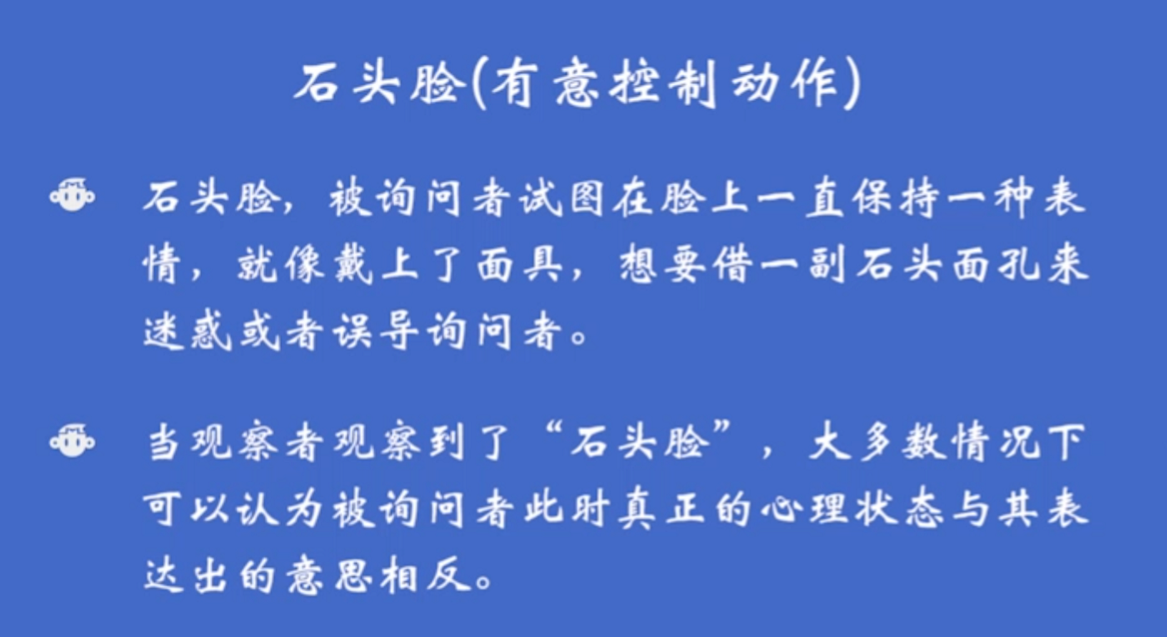 石头脸(有意控制动作)
石头脸，被询问者试图在脸上一直保持一种表
情，就像戴上了面具，想要借一副石头面孔来
迷惑或者误导询问者。
当观察者观察到了“石头脸”，大多数情况下
可以认为被询问者此时真正的心理状态与其表
达出的意思相反。